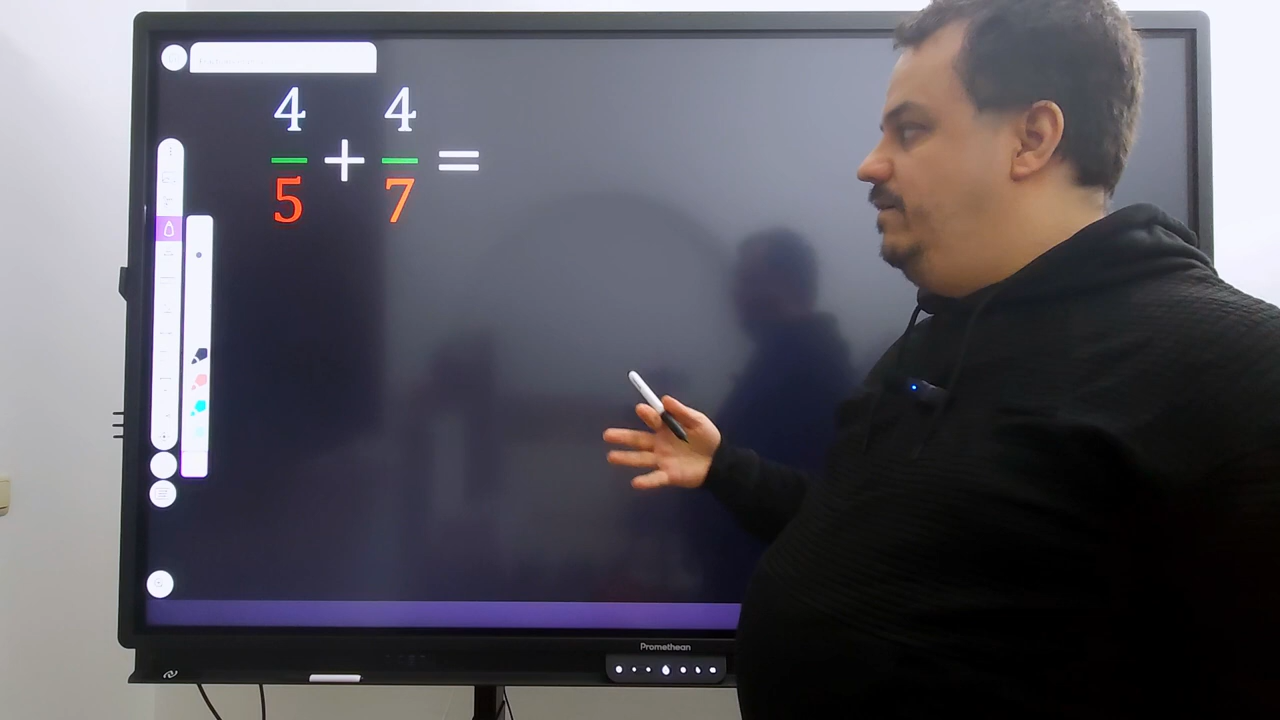 4/5 + 4/7 =
Promethean